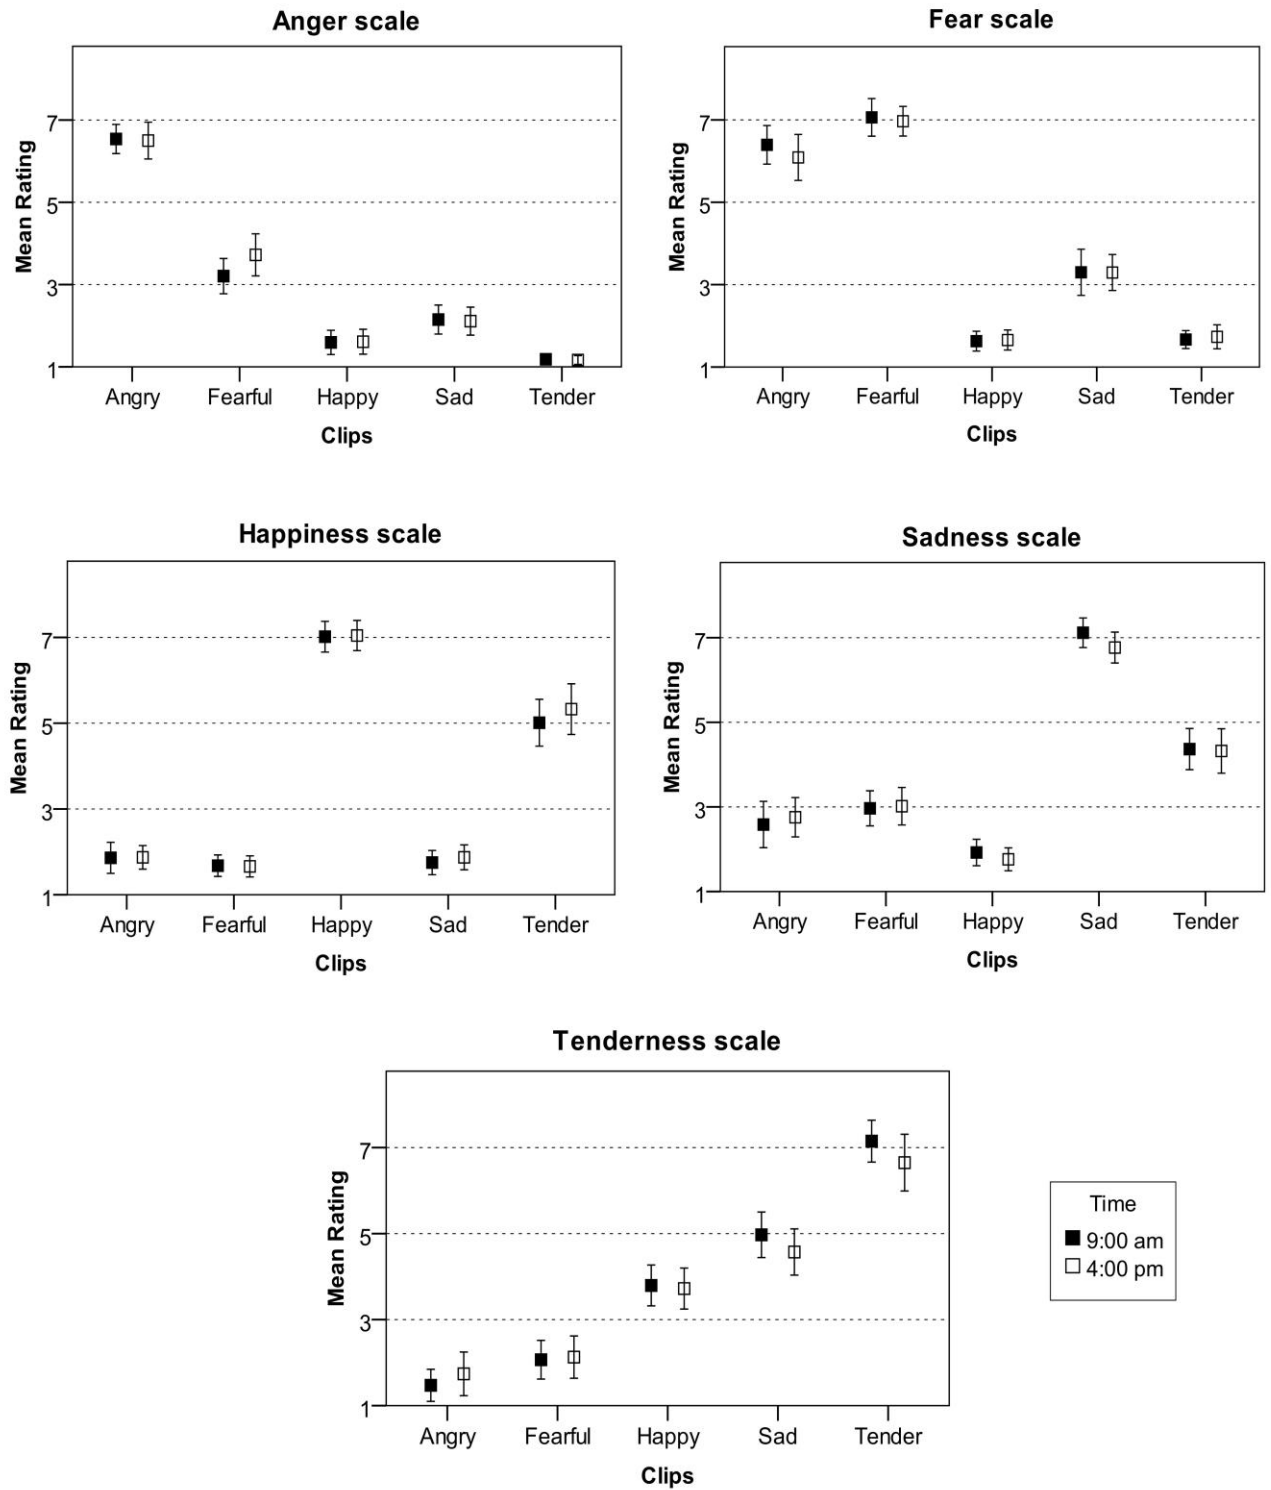 Anger scale
Mean Rating
7
5
3
1
Angry Fearful Happy Sad Tender
Clips
Fear scale
Mean Rating
7
5
3
1
Angry Fearful Happy Sad Tender
Clips
Happiness scale
Mean Rating
7
5
3
1
Angry Fearful Happy Sad Tender
Clips
Sadness scale
Mean Rating
7
5
3
1
Angry Fearful Happy Sad Tender
Clips
Tenderness scale
Mean Rating
7
5
3
1
Angry Fearful Happy Sad Tender
Clips
Time
9:00 am
4:00 pm